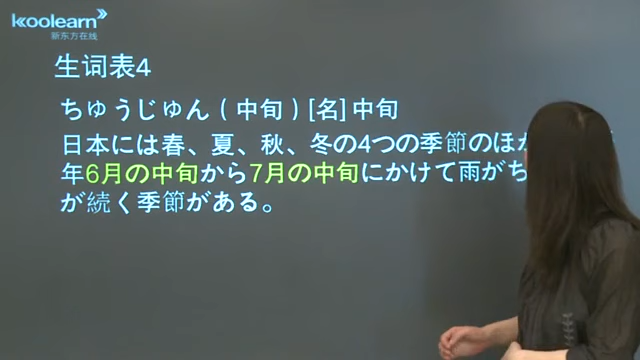 koolearn
新东方在线
生词表4
ちゅうじゅん(中旬)[名]中旬
日本には春、夏、秋、冬の4つの季節のほか
年6月の中旬から7月の中旬にかけて雨がち
が続く季節がある。